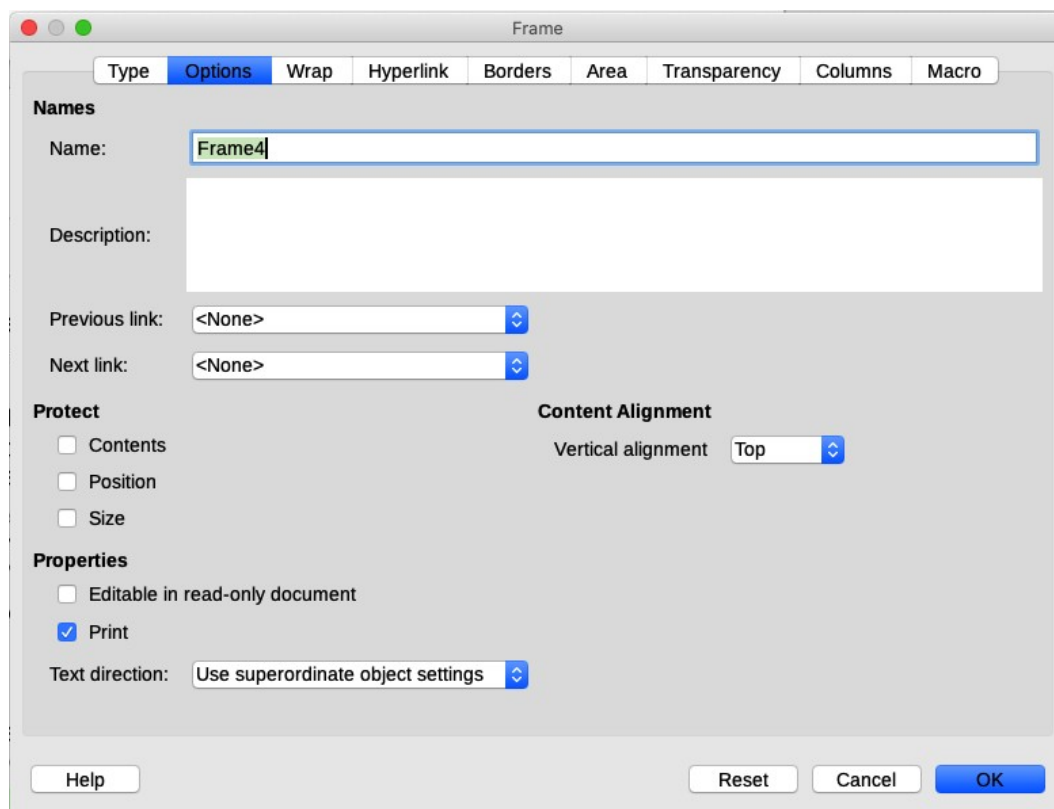 Frame
Type Options Wrap Hyperlink Borders Area Transparency Columns Macro
Names
Name: Frame4
Description:
Previous link: <None>
Next link: <None>
Protect Content Alignment
Contents Vertical alignment Top
Position
Size
Properties
Editable in read-only document
Print
Text direction: Use superordinate object settings
Help Reset Cancel OK